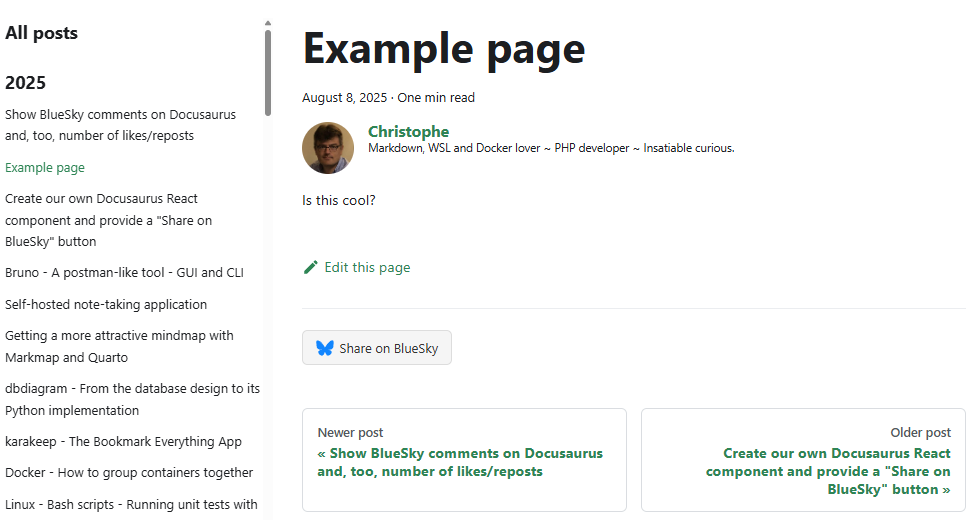 All posts
2025
Show BlueSky comments on Docusaurus
and, too, number of likes/reposts
Example page
Create our own Docusaurus React
component and provide a "Share on
BlueSky" button
Bruno - A postman-like tool - GUI and CLI
Self-hosted note-taking application
Getting a more attractive mindmap with
Markmap and Quarto
dbdiagram - From the database design to its
Python implementation
karakeep - The Bookmark Everything App
Docker - How to group containers together
Linux - Bash scripts - Running unit tests with
Example page
August 8, 2025 · One min read
Christophe
Markdown, WSL and Docker lover ~ PHP developer ~ Insatiable curious.
Is this cool?
Edit this page
Share on BlueSky
Newer post
« Show BlueSky comments on Docusaurus
and, too, number of likes/reposts
Older post
Create our own Docusaurus React
component and provide a "Share on
BlueSky" button »